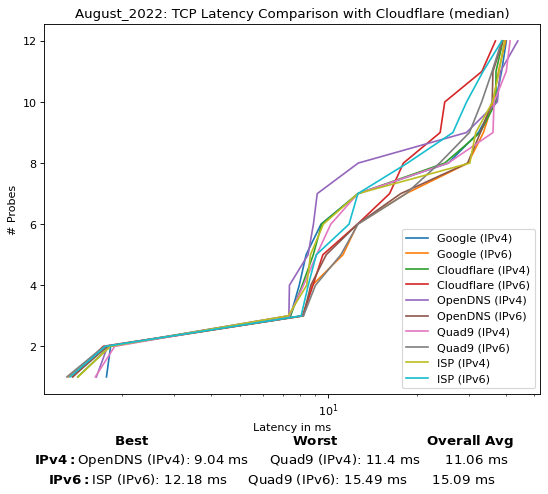 August_2022: TCP Latency Comparison with Cloudflare (median)
# Probes
12
10
8
6
4
2
Google (IPv4)
Google (IPv6)
Cloudflare (IPv4)
Cloudflare (IPv6)
OpenDNS (IPv4)
OpenDNS (IPv6)
Quad9 (IPv4)
Quad9 (IPv6)
ISP (IPv4)
ISP (IPv6)
10¹
Latency in ms
Best Worst Overall Avg
IPv4: OpenDNS (IPv4): 9.04 ms Quad9 (IPv4): 11.4 ms 11.06 ms
IPv6: ISP (IPv6): 12.18 ms Quad9 (IPv6): 15.49 ms 15.09 ms